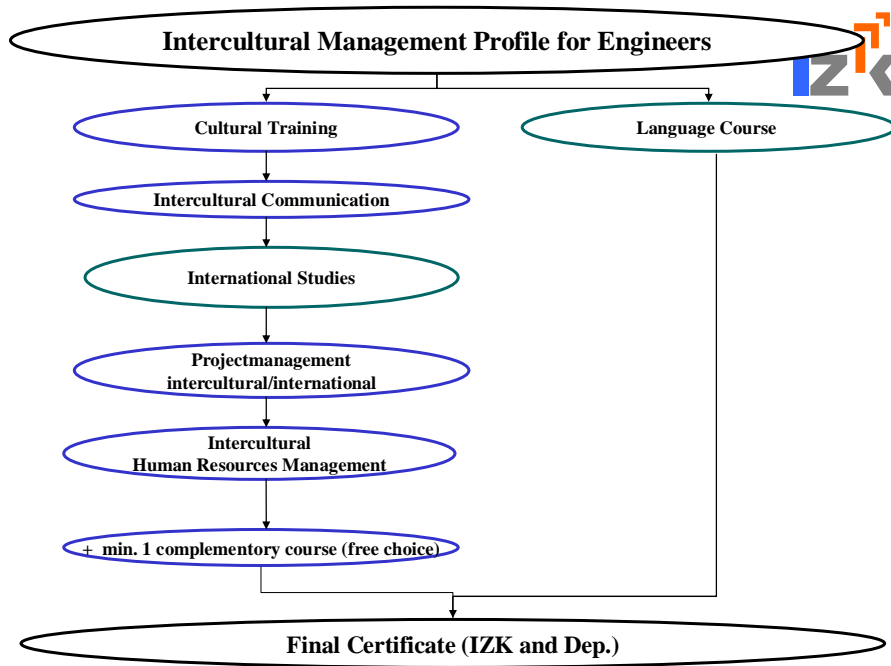 Intercultural Management Profile for Engineers
IZK
Cultural Training
Language Course
Intercultural Communication
International Studies
Projectmanagement
intercultural/international
Intercultural
Human Resources Management
+ min. 1 complementory course (free choice)
Final Certificate (IZK and Dep.)